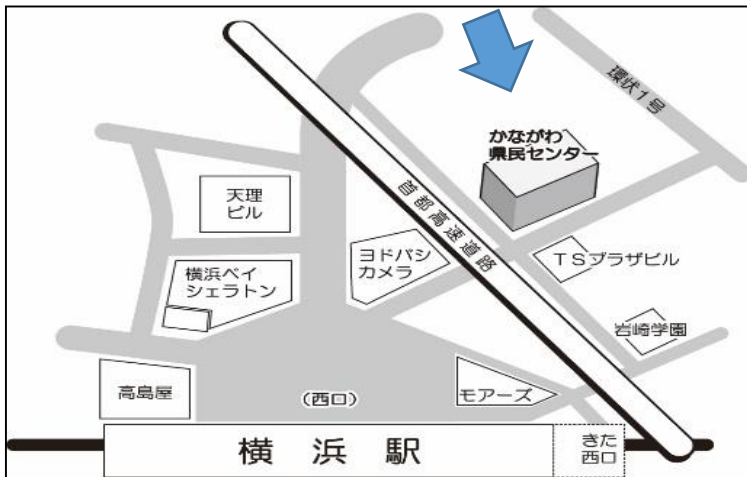 環状1号
かながわ
県民センター
天理
ビル
首都高速道路
ヨドバシ
カメラ
TSプラザビル
横浜ベイ
シェラトン
岩崎学園
高島屋
(西口)
モアーズ
横浜駅
きた
西口